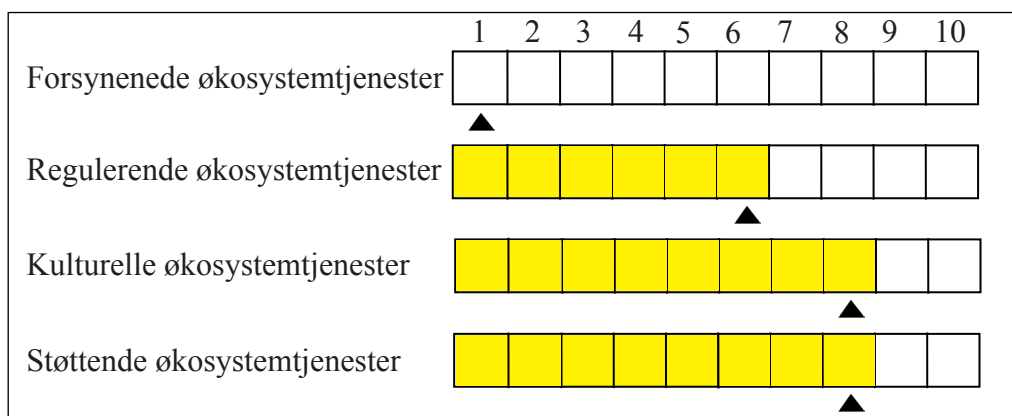 1 2 3 4 5 6 7 8 9 10
Forsynenede økosystemtjenester
Regulerende økosystemtjenester
Kulturelle økosystemtjenester
Støttende økosystemtjenester